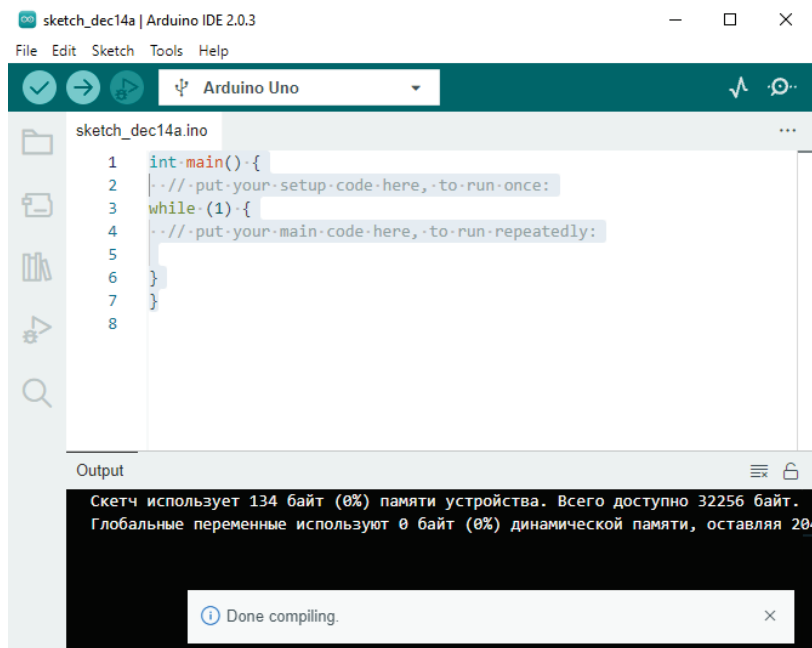 sketch_dec14a | Arduino IDE 2.0.3
File Edit Sketch Tools Help
Arduino Uno
sketch_dec14a.ino
1 int main() {
2 // put your setup code here, to run once:
3 while (1) {
4 // put your main code here, to run repeatedly:
5
6 }
7 }
8
Output
Скетч использует 134 байт (0%) памяти устройства. Всего доступно 32256 байт.
Глобальные переменные используют 0 байт (0%) динамической памяти, оставляя
Done compiling.